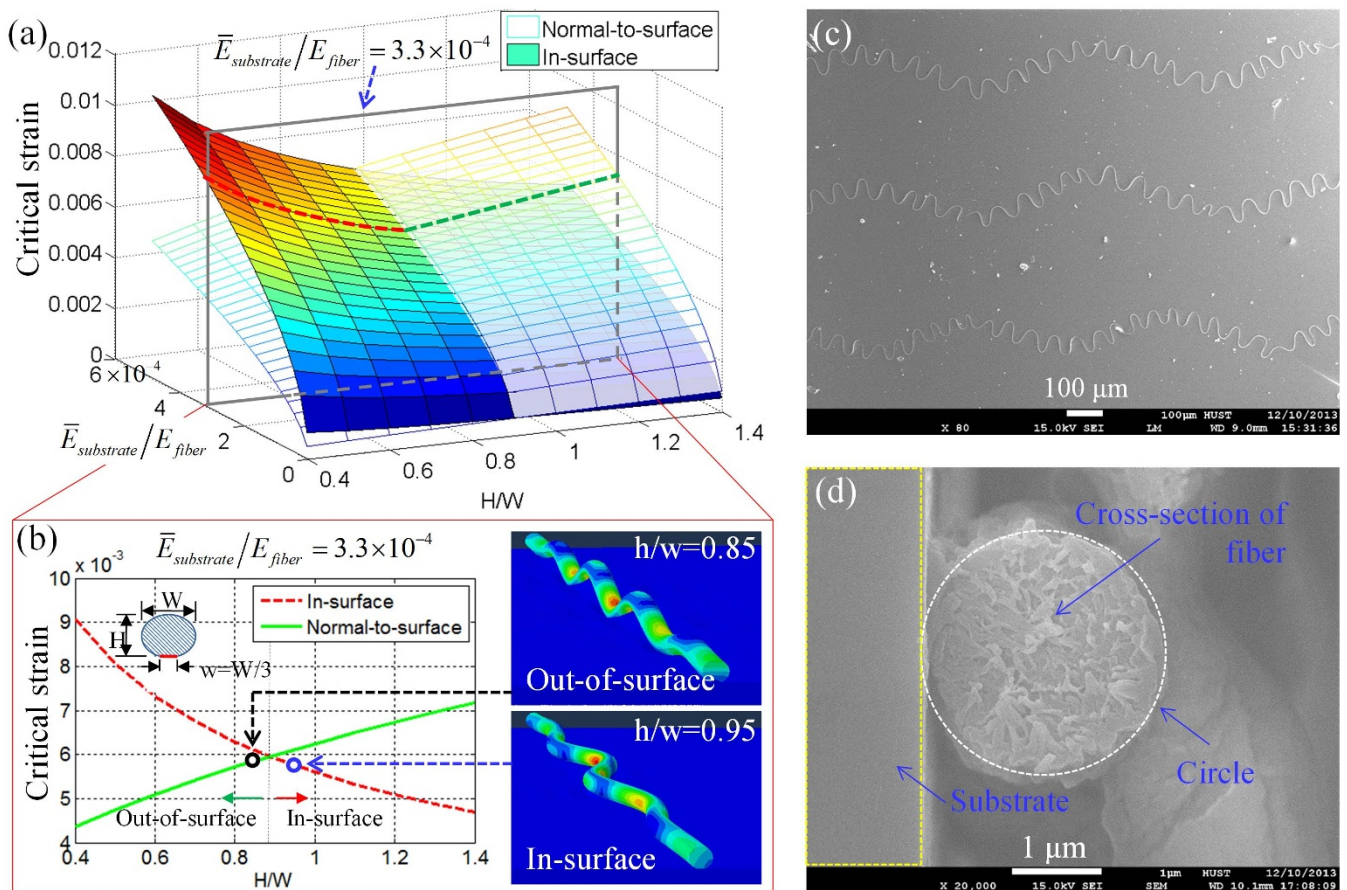 (a)
E̅substrate/Efiber = 3.3×10⁻⁴
Normal-to-surface
In-surface
Critical strain
0.012
0.01
0.008
0.006
0.004
0.002
0
6×10⁻⁴
4
2
0
E̅substrate/Efiber
0.4
0.6
0.8
1
1.2
1.4
H/W
(b)
E̅substrate/Efiber = 3.3×10⁻⁴
10 ×10⁻³
9
8
7
6
5
4
Critical strain
In-surface
Normal-to-surface
W
H
w=W/3
Out-of-surface
In-surface
0.4
0.6
0.8
1
1.2
1.4
H/W
h/w=0.85
Out-of-surface
h/w=0.95
In-surface
(c)
100 μm
100μm HUST 12/10/2013
X 80 15.0kV SEI LM WD 9.0mm 15:31:36
(d)
Cross-section of
fiber
Circle
Substrate
1 μm
1μm HUST 12/10/2013
X 20,000 15.0kV SEI SEM WD 10.1mm 17:08:09